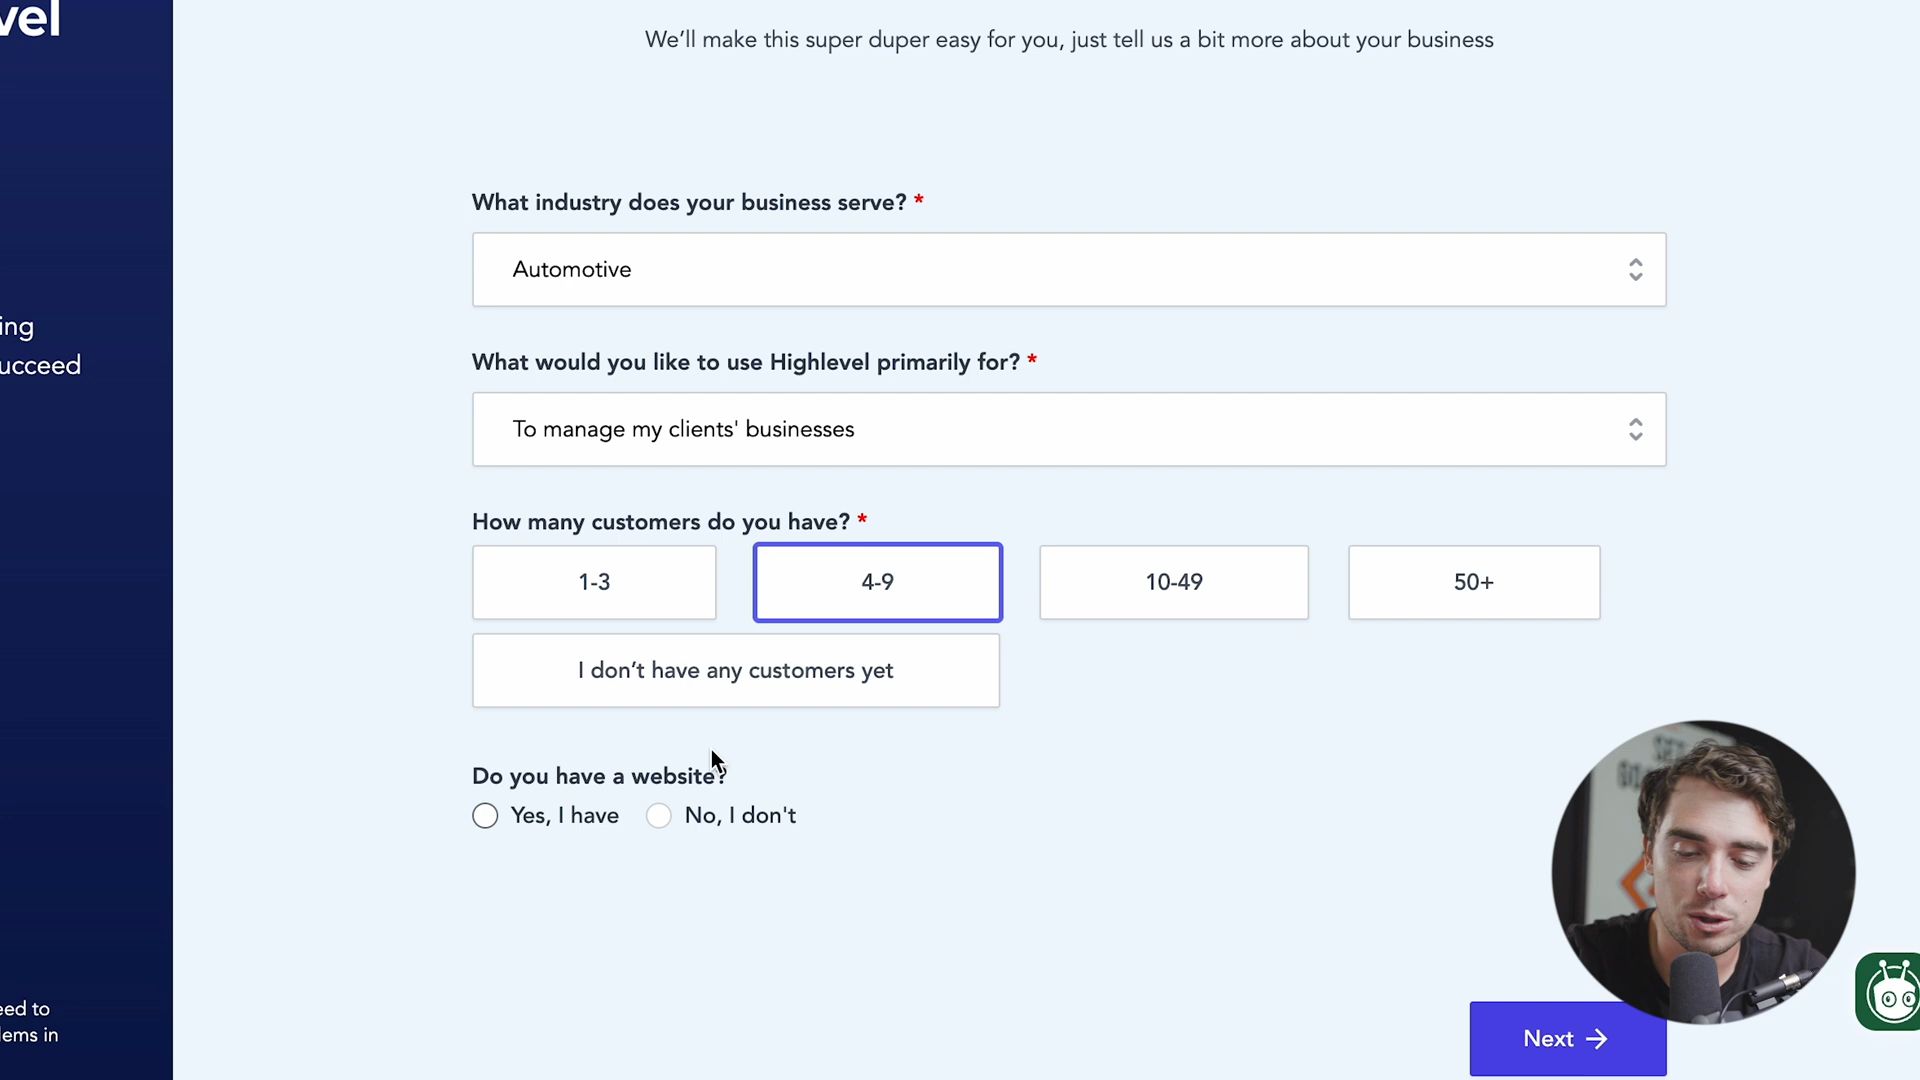 vel
We’ll make this super duper easy for you, just tell us a bit more about your business
What industry does your business serve? *
Automotive
ing
ucceed
What would you like to use Highlevel primarily for? *
To manage my clients' businesses
How many customers do you have? *
1-3
4-9
10-49
50+
I don’t have any customers yet
Do you have a website?
Yes, I have
No, I don't
eed to
lems in
Next →